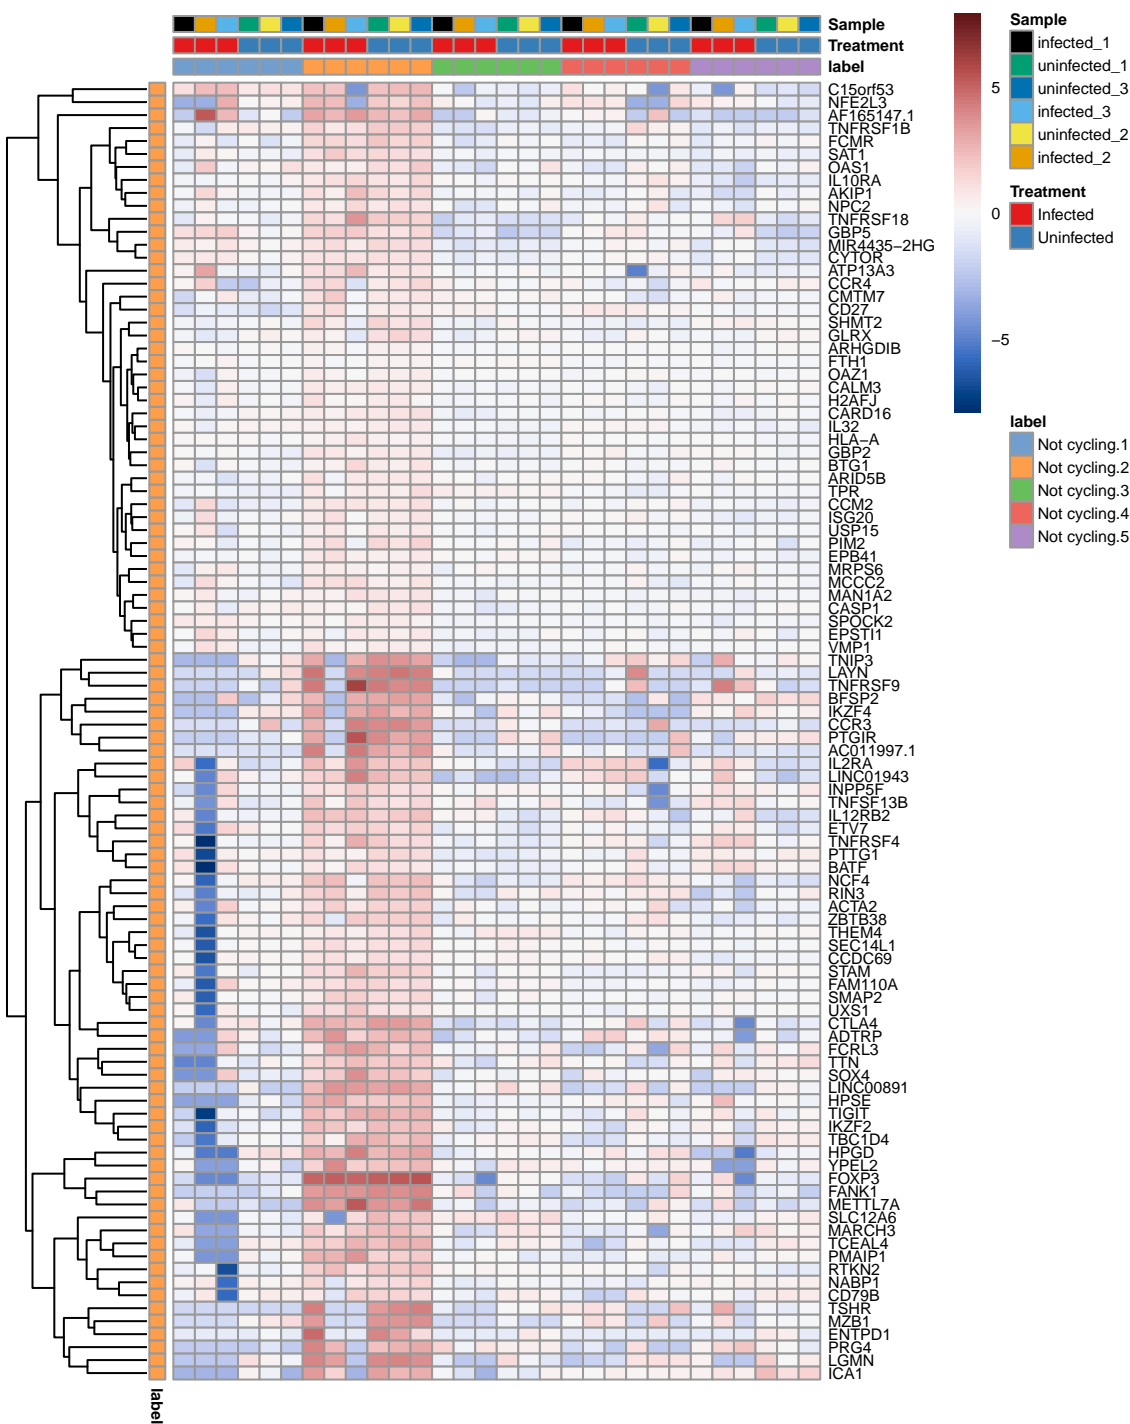 Sample
Treatment
label
C15orf53
NFE2L3
AF165147.1
TNFRSF1B
FCMR
SAT1
OAS1
IL10RA
AKIP1
NPC2
TNFRSF18
GBP5
MIR4435−2HG
CYTOR
ATP13A3
CCR4
CMTM7
CD27
SHMT2
GLRX
ARHGDIB
FTH1
OAZ1
CALM3
H2AFJ
CARD16
IL32
HLA−A
GBP2
BTG1
ARID5B
TPR
CCM2
ISG20
USP15
PIM2
EPB41
MRPS6
MCCC2
MAN1A2
CASP1
SPOCK2
EPSTI1
VMP1
TNIP3
LAYN
TNFRSF9
BFSP2
IKZF4
CCR3
PTGIR
AC011997.1
IL2RA
LINC01943
INPP5F
TNFSF13B
IL12RB2
ETV7
TNFRSF4
PTTG1
BATF
NCF4
RIN3
ACTA2
ZBTB38
THEM4
SEC14L1
CCDC69
STAM
FAM110A
SMAP2
UXS1
CTLA4
ADTRP
FCRL3
TTN
SOX4
LINC00891
HPSE
TIGIT
IKZF2
TBC1D4
HPGD
YPEL2
FOXP3
FANK1
METTL7A
SLC12A6
MARCH3
TCEAL4
PMAIP1
RTKN2
NABP1
CD79B
TSHR
MZB1
ENTPD1
PRG4
LGMN
ICA1
label
5
0
−5
Sample
infected_1
uninfected_1
uninfected_3
infected_3
uninfected_2
infected_2
Treatment
Infected
Uninfected
label
Not cycling.1
Not cycling.2
Not cycling.3
Not cycling.4
Not cycling.5